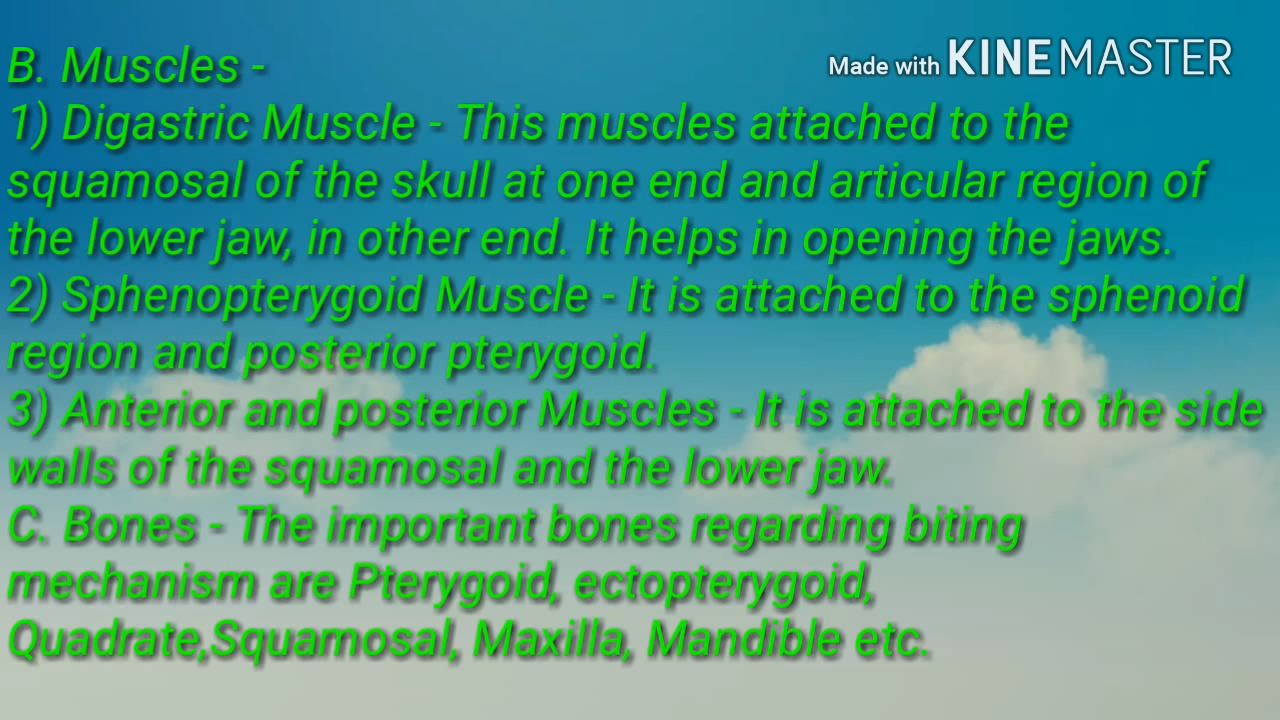 Made with KINEMASTER
B. Muscles -
1) Digastric Muscle - This muscles attached to the
squamosal of the skull at one end and articular region of
the lower jaw, in other end. It helps in opening the jaws.
2) Sphenopterygoid Muscle - It is attached to the sphenoid
region and posterior pterygoid.
3) Anterior and posterior Muscles - It is attached to the side
walls of the squamosal and the lower jaw.
C. Bones - The important bones regarding biting
mechanism are Pterygoid, ectopterygoid,
Quadrate,Squamosal, Maxilla, Mandible etc.